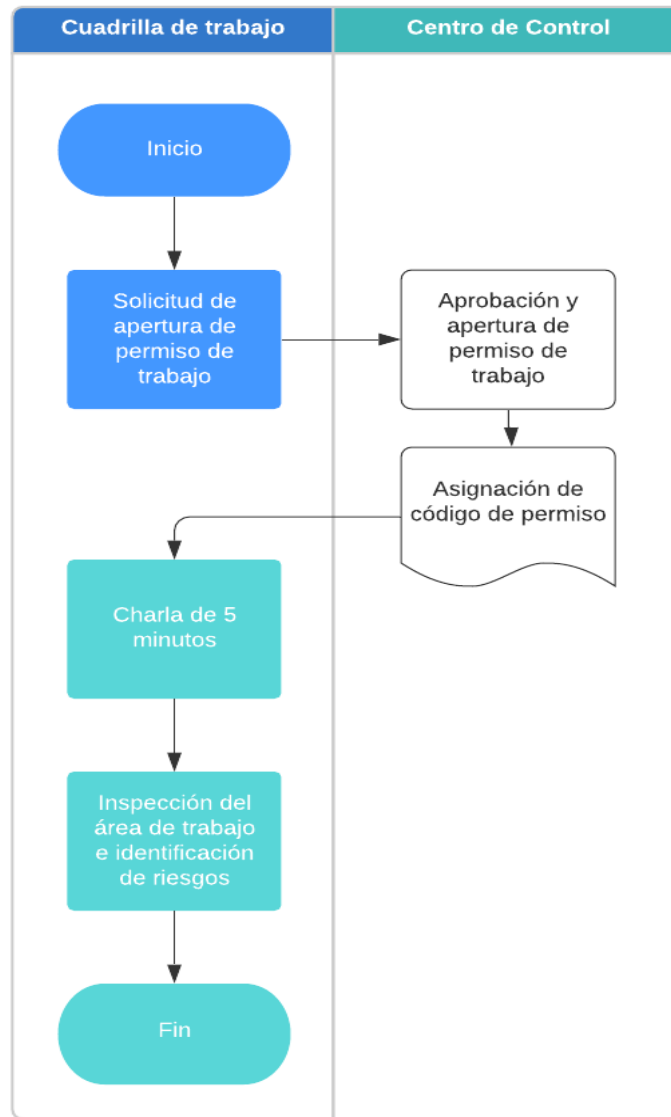 Cuadrilla de trabajo
Centro de Control
Inicio
Solicitud de
apertura de
permiso de
trabajo
Aprobación y
apertura de
permiso de
trabajo
Asignación de
código de permiso
Charla de 5
minutos
Inspección del
área de trabajo
e identificación
de riesgos
Fin